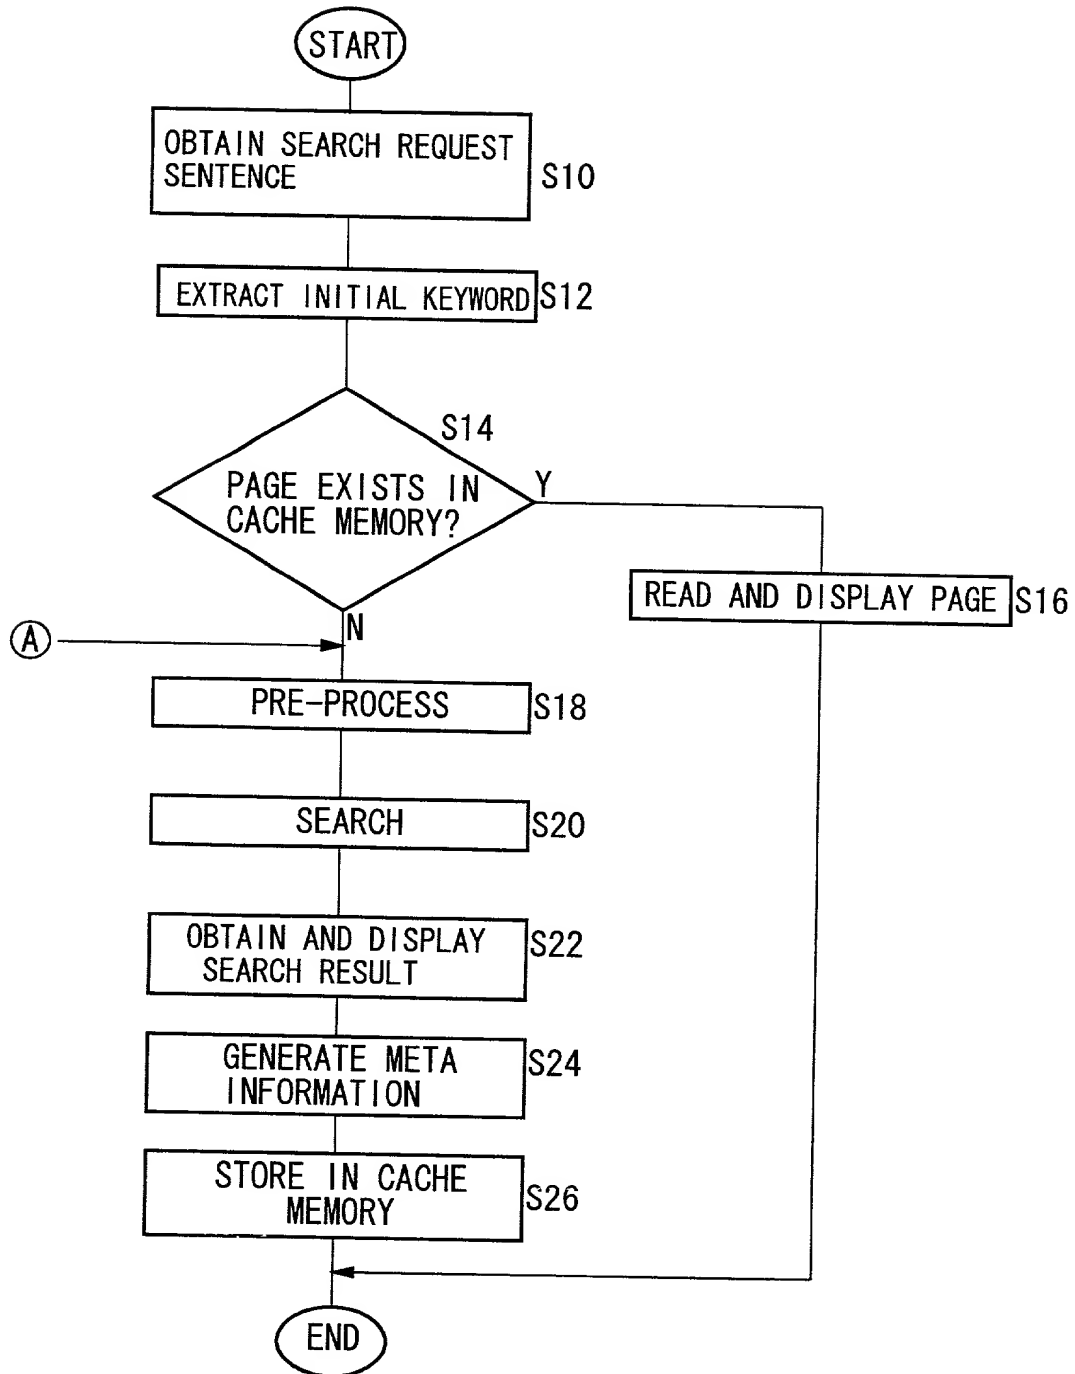 START
OBTAIN SEARCH REQUEST
SENTENCE
S10
EXTRACT INITIAL KEYWORD
S12
S14
PAGE EXISTS IN
CACHE MEMORY?
Y
READ AND DISPLAY PAGE
S16
N
A
PRE-PROCESS
S18
SEARCH
S20
OBTAIN AND DISPLAY
SEARCH RESULT
S22
GENERATE META
INFORMATION
S24
STORE IN CACHE
MEMORY
S26
END